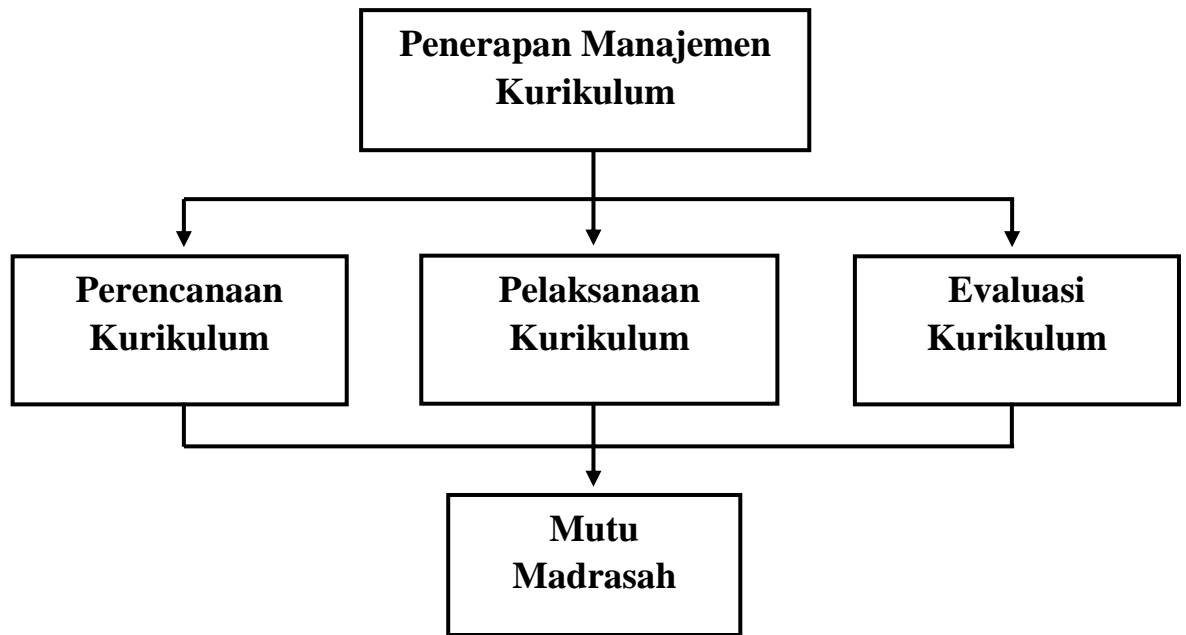 Penerapan Manajemen
Kurikulum
Perencanaan
Kurikulum
Pelaksanaan
Kurikulum
Evaluasi
Kurikulum
Mutu
Madrasah